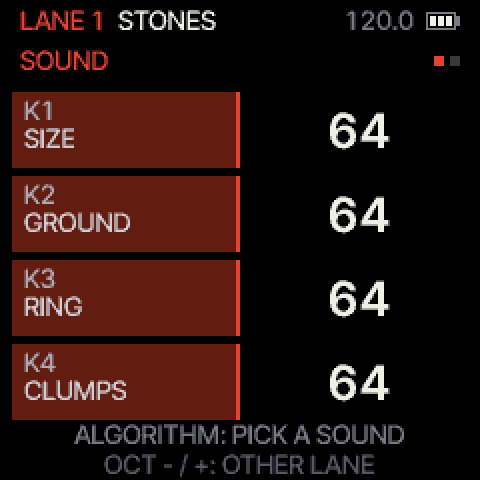 LANE 1 STONES 120.0
SOUND
K1
SIZE
64
K2
GROUND
64
K3
RING
64
K4
CLUMPS
64
ALGORITHM: PICK A SOUND
OCT - / +: OTHER LANE